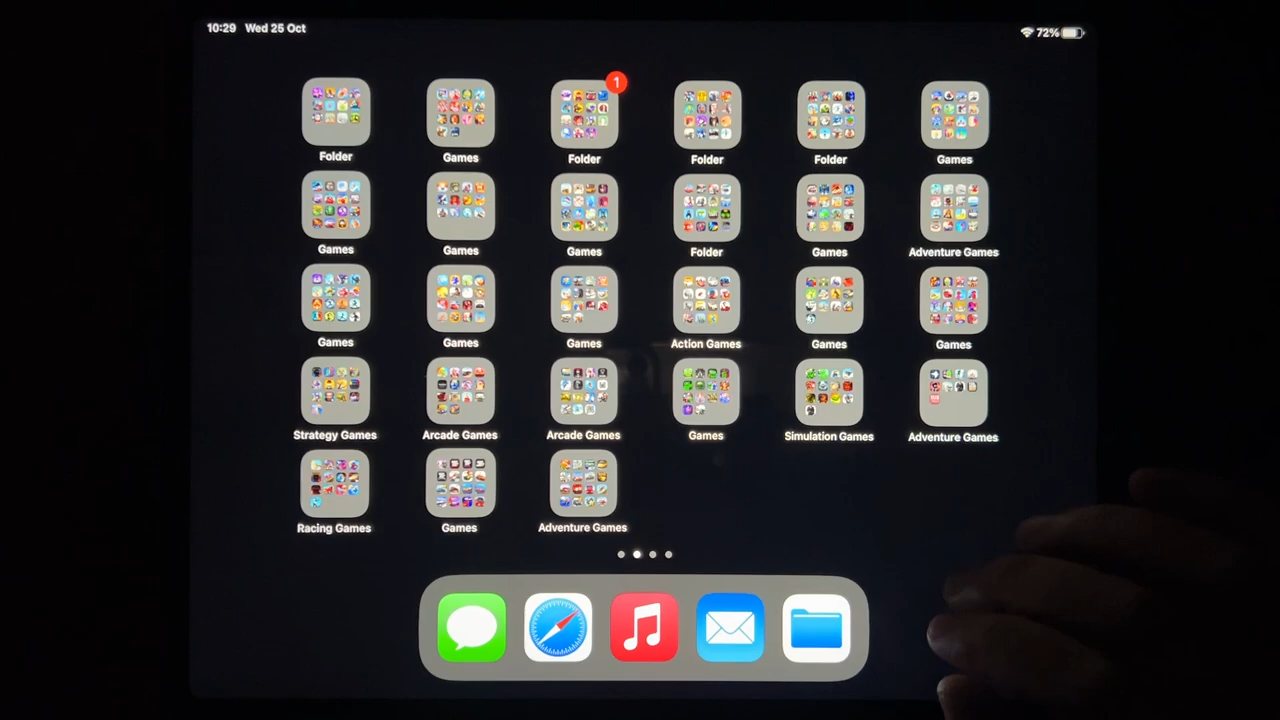 10:29 Wed 25 Oct 72%
1
Folder Games Folder Folder Folder Games
Games Games Games Folder Games Adventure Games
Games Games Games Action Games Games Games
Strategy Games Arcade Games Arcade Games Games Simulation Games Adventure Games
Racing Games Games Adventure Games